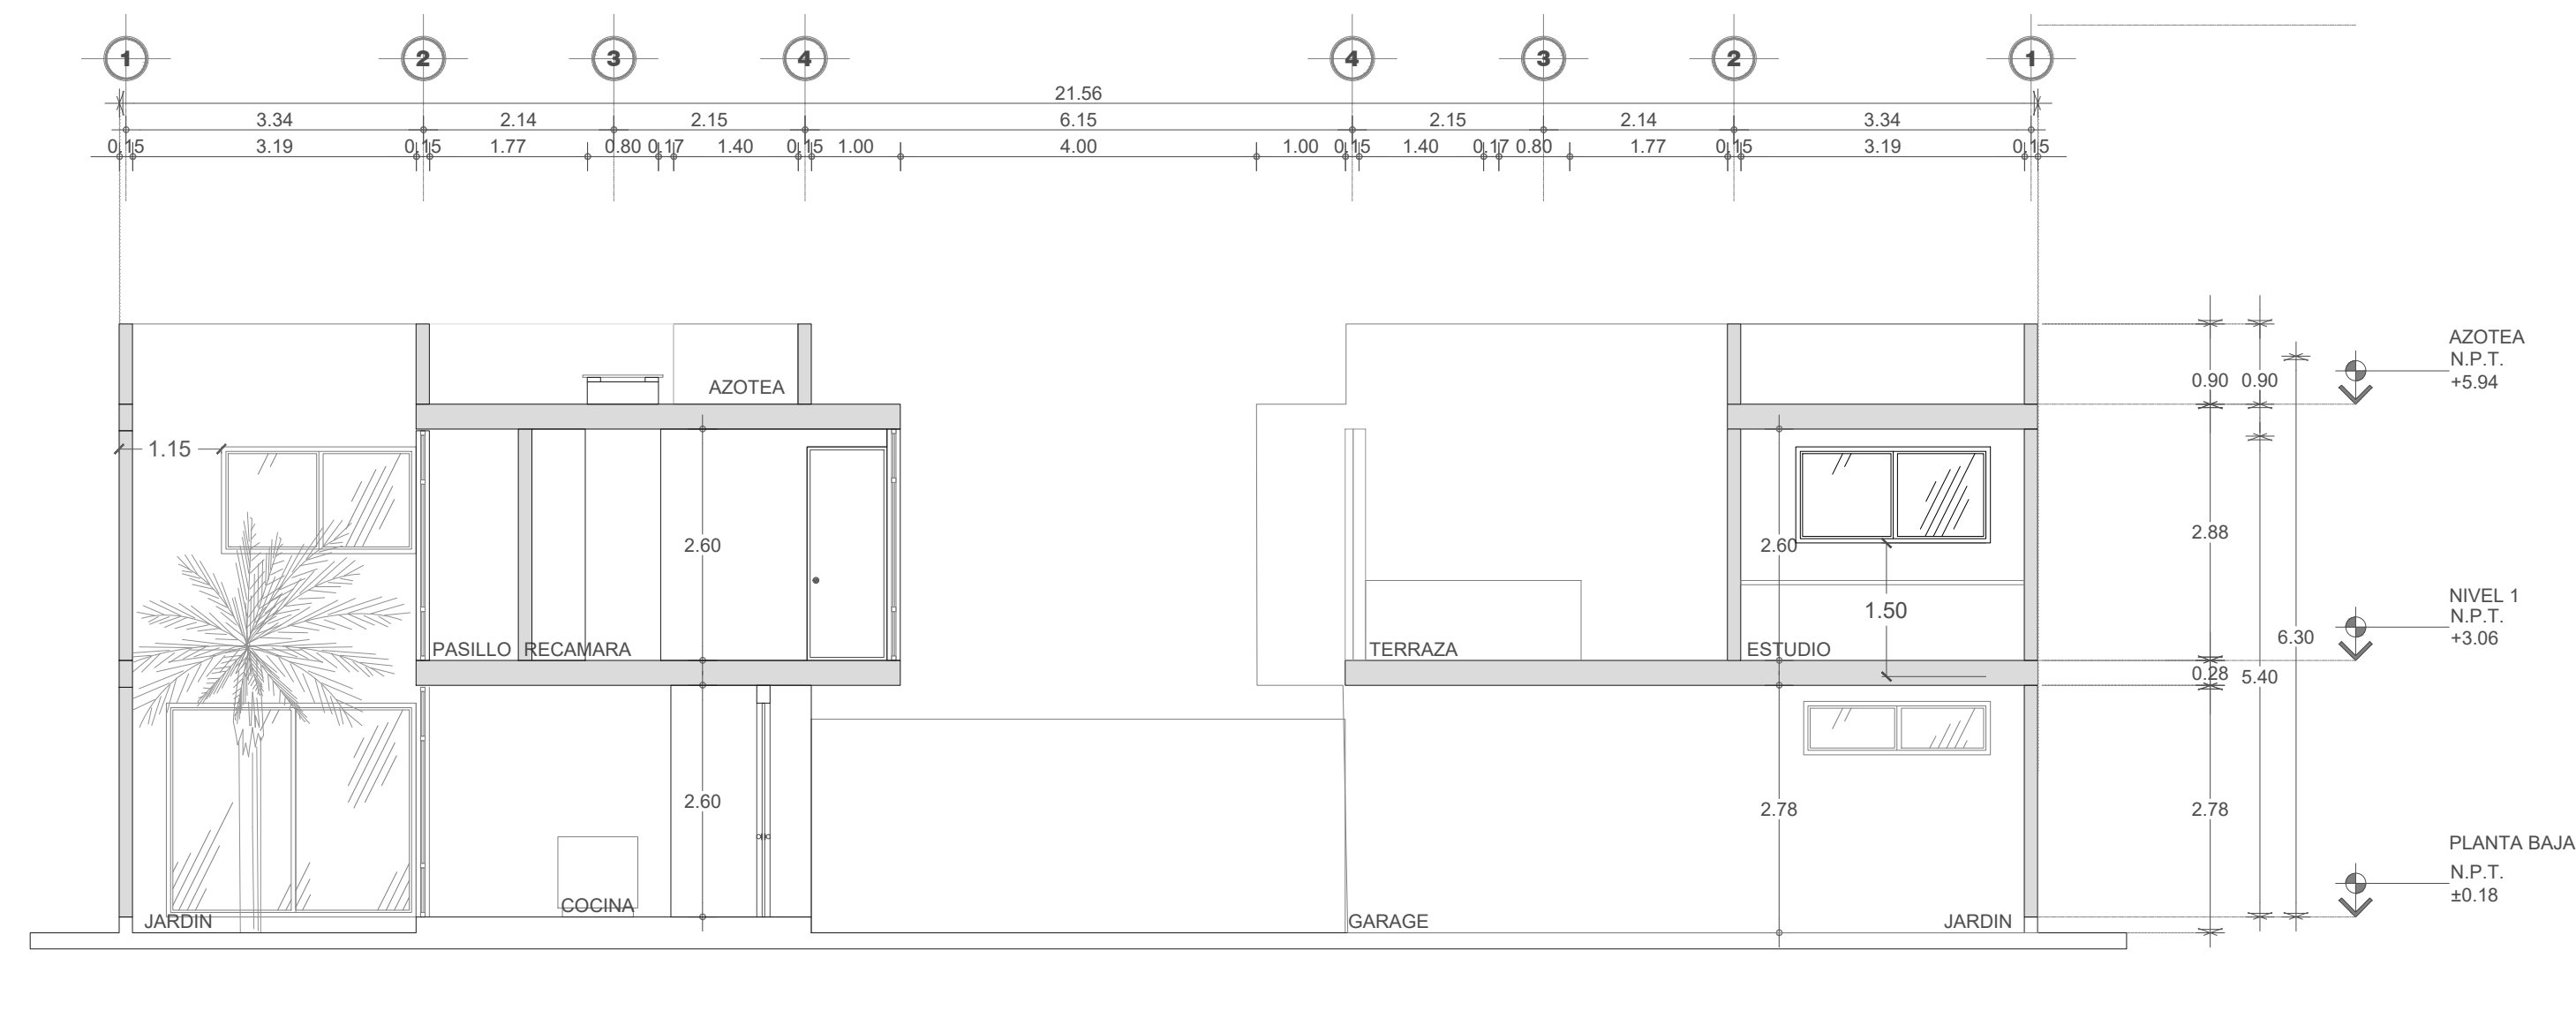 1 2 3 4 4 3 2 1
21.56
3.34 2.14 2.15 6.15 2.15 2.14 3.34
0.15 3.19 0.15 1.77 0.80 0.17 1.40 0.15 1.00 4.00 1.00 0.15 1.40 0.17 0.80 1.77 0.15 3.19 0.15
AZOTEA
N.P.T.
+5.94
AZOTEA
0.90 0.90
1.15
2.60
2.60
2.88
NIVEL 1
N.P.T.
+3.06
1.50
6.30
PASILLO RECAMARA
TERRAZA
ESTUDIO
0.28 5.40
2.60
2.78
2.78
PLANTA BAJA
N.P.T.
±0.18
COCINA
JARDIN
GARAGE
JARDIN